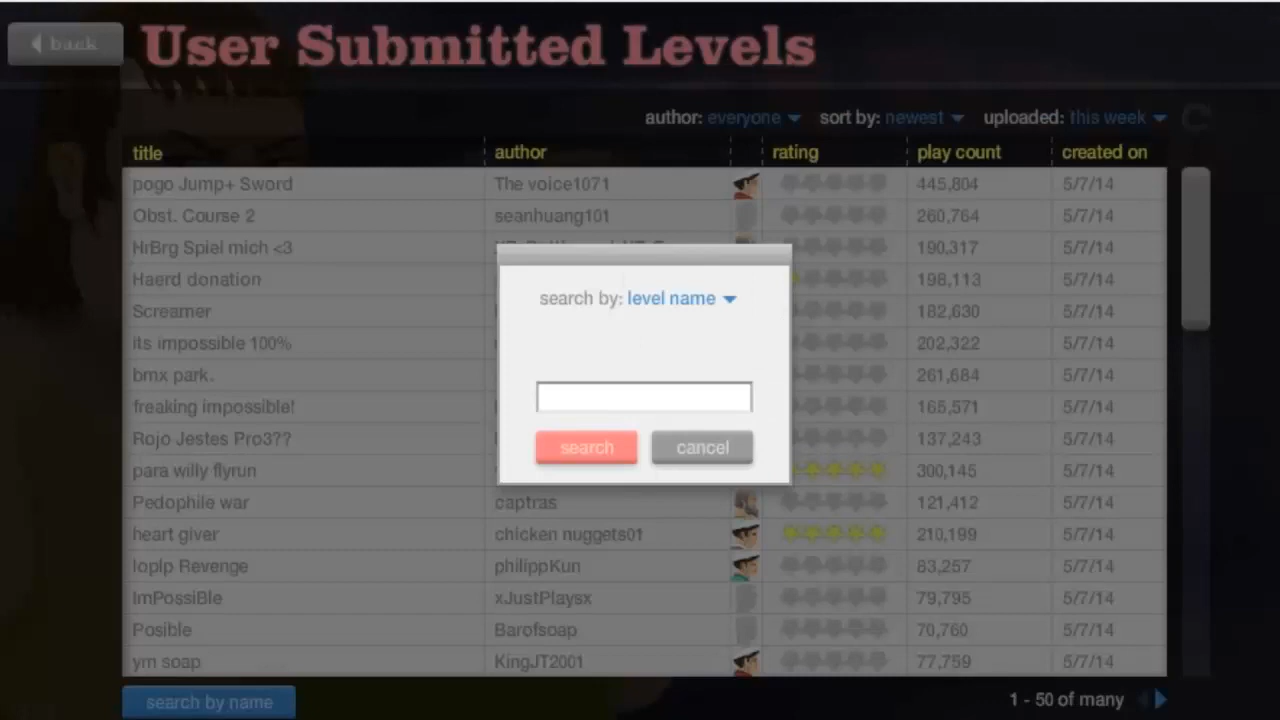 back
User Submitted Levels
author: everyone sort by: newest uploaded: this week
title author rating play count created on
pogo Jump+ Sword The voice1071 445,804 5/7/14
Obst. Course 2 seanhuang101 260,764 5/7/14
HrBrg Spiel mich <3 190,317 5/7/14
Haerd donation 198,113 5/7/14
search by: level name
Screamer 182,630 5/7/14
its impossible 100% 202,322 5/7/14
bmx park. 261,684 5/7/14
freaking impossible! 165,571 5/7/14
Rojo Jestes Pro3?? 137,243 5/7/14
search cancel
para willy flyrun 300,145 5/7/14
Pedophile war captras 121,412 5/7/14
heart giver chicken nuggets01 210,199 5/7/14
loplp Revenge philippKun 83,257 5/7/14
ImPossiBle xJustPlaysx 79,795 5/7/14
Posible Barofsoap 70,760 5/7/14
ym soap KingJT2001 77,759 5/7/14
search by name 1 - 50 of many